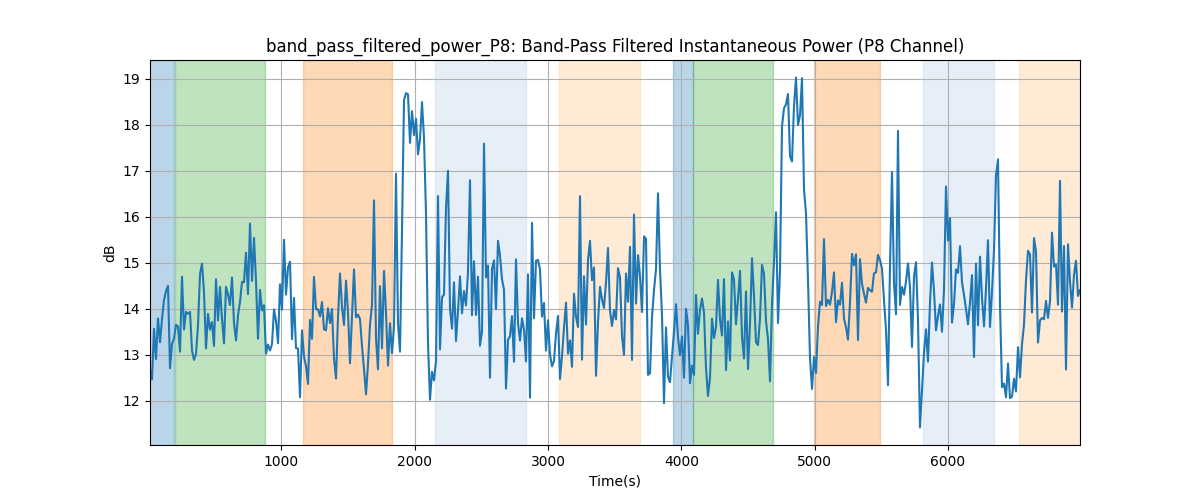 band_pass_filtered_power_P8: Band-Pass Filtered Instantaneous Power (P8 Channel)
19
18
17
16
15
14
13
12
dB
1000 2000 3000 4000 5000 6000
Time(s)